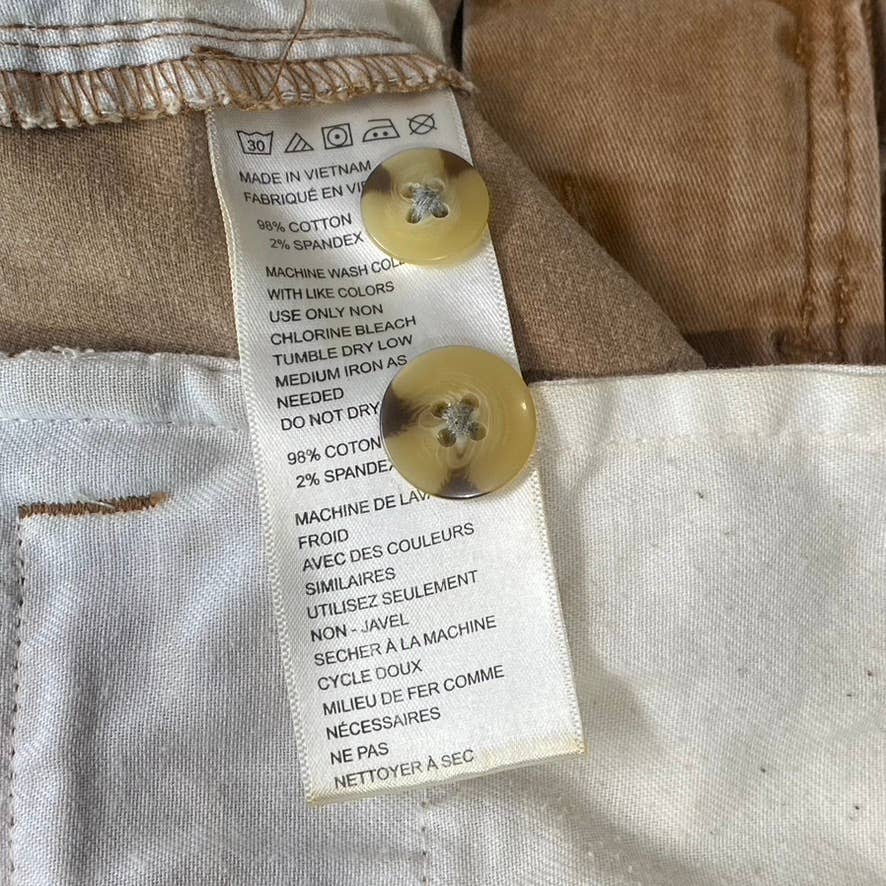 30
MADE IN VIETNAM
FABRIQUÉ EN
98% COTTON
2% SPANDEX
MACHINE WASH
WITH LIKE COLORS
USE ONLY NON
CHLORINE BLEACH
TUMBLE DRY LOW
MEDIUM IRON AS
NEEDED
DO NOT DRY
98% COTON
2% SPANDEX
MACHINE DE
FROID
AVEC DES COULEURS
SIMILAIRES
UTILISEZ SEULEMENT
NON - JAVEL
SECHER À LA MACHINE
CYCLE DOUX
MILIEU DE FER COMME
NÉCESSAIRES
NE PAS
NETTOYER À SEC